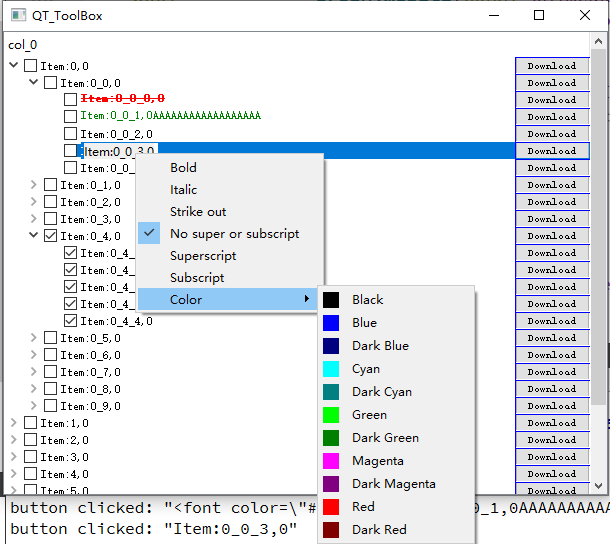 QT_ToolBox
col_0
Item:0,0 Download
Item:0_0,0 Download
Item:0_0_0,0 Download
Item:0_0_1,0AAAAAAAAAAAAAAAAAA Download
Item:0_0_2,0 Download
Item:0_0_3,0 Download
Item:0_0_ Download
Item:0_1,0 Download
Item:0_2,0 Download
Item:0_3,0 Download
Item:0_4,0 Download
Item:0_4_ Download
Item:0_4_ Download
Item:0_4_ Download
Item:0_4_ Download
Item:0_4_4,0 Download
Item:0_5,0 Download
Item:0_6,0 Download
Item:0_7,0 Download
Item:0_8,0 Download
Item:0_9,0 Download
Item:1,0 Download
Item:2,0 Download
Item:3,0 Download
Item:4,0 Download
Item:5,0 Download
Bold
Italic
Strike out
No super or subscript
Superscript
Subscript
Color
Black
Blue
Dark Blue
Cyan
Dark Cyan
Green
Dark Green
Magenta
Dark Magenta
Red
Dark Red
button clicked: "<font color=\"# 0_1,0AAAAAAAAAA
button clicked: "Item:0_0_3,0"